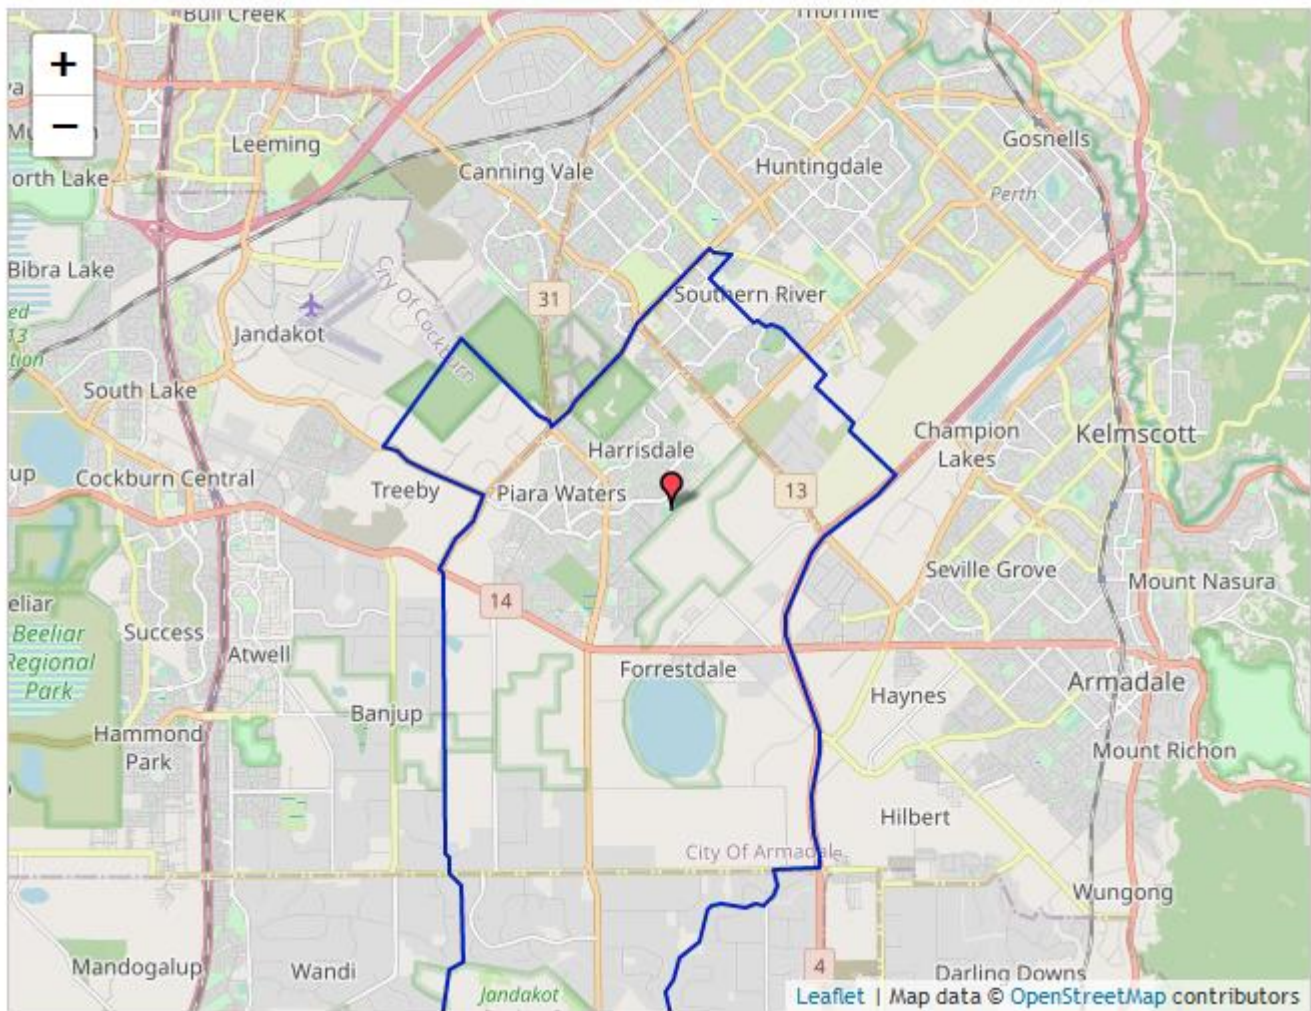 Bull Creek
Thornlie
+
−
Leeming
Gosnells
Canning Vale
Huntingdale
orth Lake
Perth
Bibra Lake
City Of Cockburn
31
Southern River
Jandakot
13
South Lake
Champion
Lakes
Kelmscott
Harrisdale
Cockburn Central
Treeby
Piara Waters
13
Seville Grove
Mount Nasura
14
eliar
Success
Beeliar
Regional
Park
Atwell
Forrestdale
Haynes
Armadale
Banjup
Hammond
Park
Mount Richon
Hilbert
City Of Armadale
Wungong
Mandogalup
Wandi
4
Darling Downs
Jandakot
Leaflet | Map data © OpenStreetMap contributors